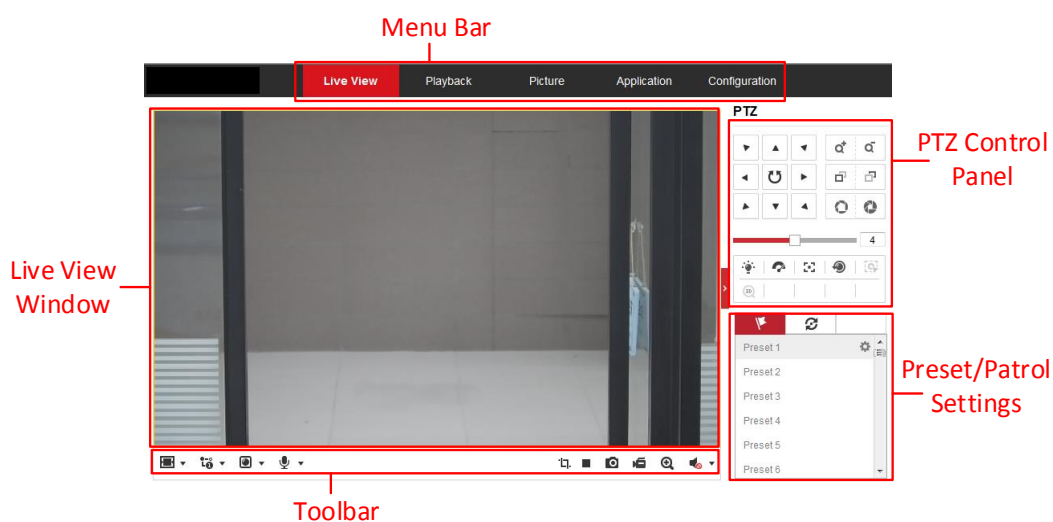 Menu Bar
Live View
Playback
Picture
Application
Configuration
PTZ
PTZ Control
Panel
4
Live View
Window
3D
Preset 1
Preset 2
Preset 3
Preset 4
Preset 5
Preset 6
Preset/Patrol
Settings
Toolbar